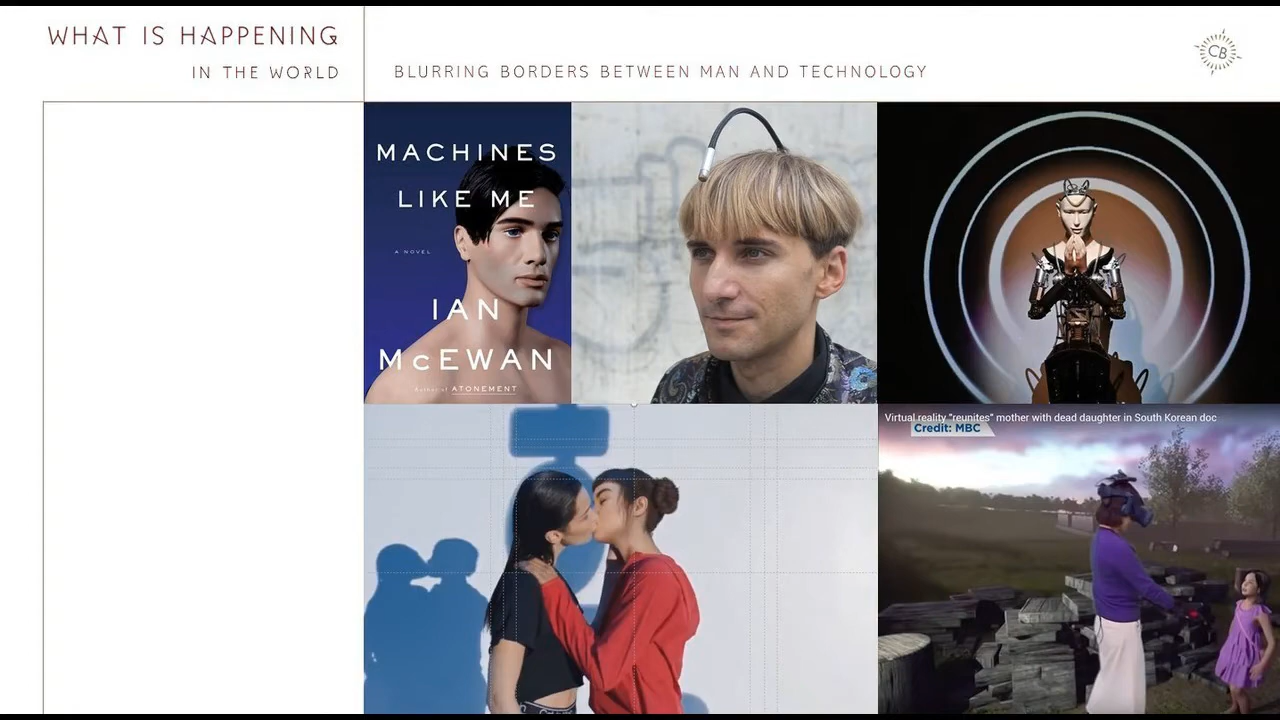 WHAT IS HAPPENING
IN THE WORLD
BLURRING BORDERS BETWEEN MAN AND TECHNOLOGY
CB
MACHINES
LIKE ME
A NOVEL
IAN
McEWAN
Author of ATONEMENT
Virtual reality "reunites" mother with dead daughter in South Korean doc
Credit: MBC